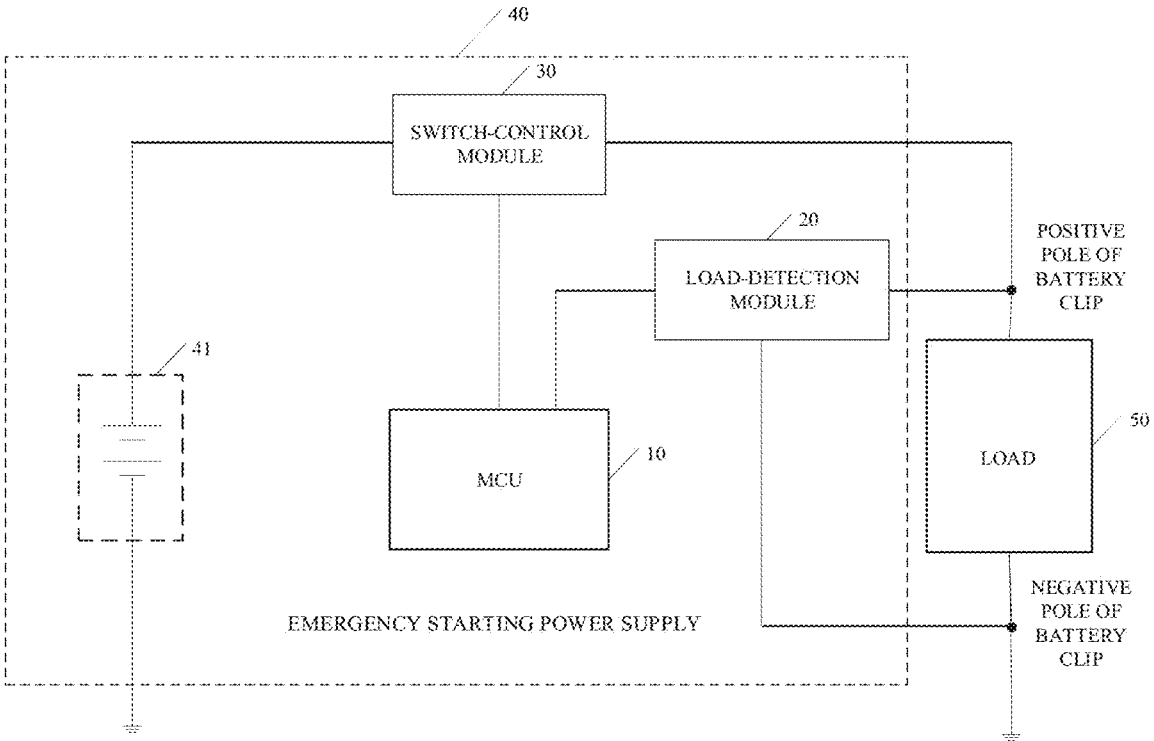 40
30
SWITCH-CONTROL
MODULE
20
LOAD-DETECTION
MODULE
POSITIVE
POLE OF
BATTERY
CLIP
41
MCU
10
LOAD
50
EMERGENCY STARTING POWER SUPPLY
NEGATIVE
POLE OF
BATTERY
CLIP